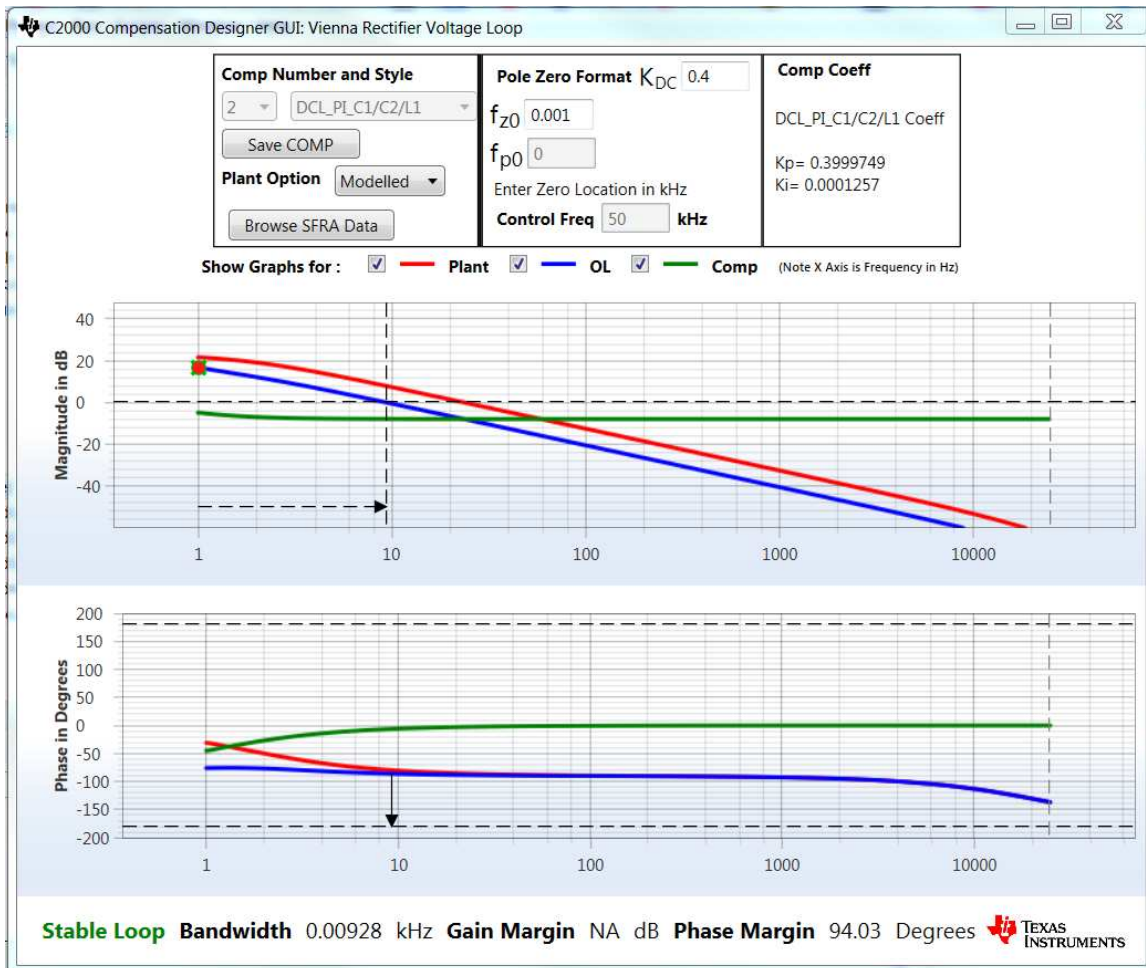 C2000 Compensation Designer GUI: Vienna Rectifier Voltage Loop
Comp Number and Style
2 DCL_PI_C1/C2/L1
Save COMP
Plant Option Modelled
Browse SFRA Data
Pole Zero Format KDC 0.4
fz0 0.001
fp0 0
Enter Zero Location in kHz
Control Freq 50 kHz
Comp Coeff
DCL_PI_C1/C2/L1 Coeff
Kp= 0.3999749
Ki= 0.0001257
Show Graphs for : Plant OL Comp (Note X Axis is Frequency in Hz)
Magnitude in dB
40
20
0
-20
-40
1 10 100 1000 10000
Phase in Degrees
200
150
100
50
0
-50
-100
-150
-200
1 10 100 1000 10000
Stable Loop Bandwidth 0.00928 kHz Gain Margin NA dB Phase Margin 94.03 Degrees
TEXAS
INSTRUMENTS